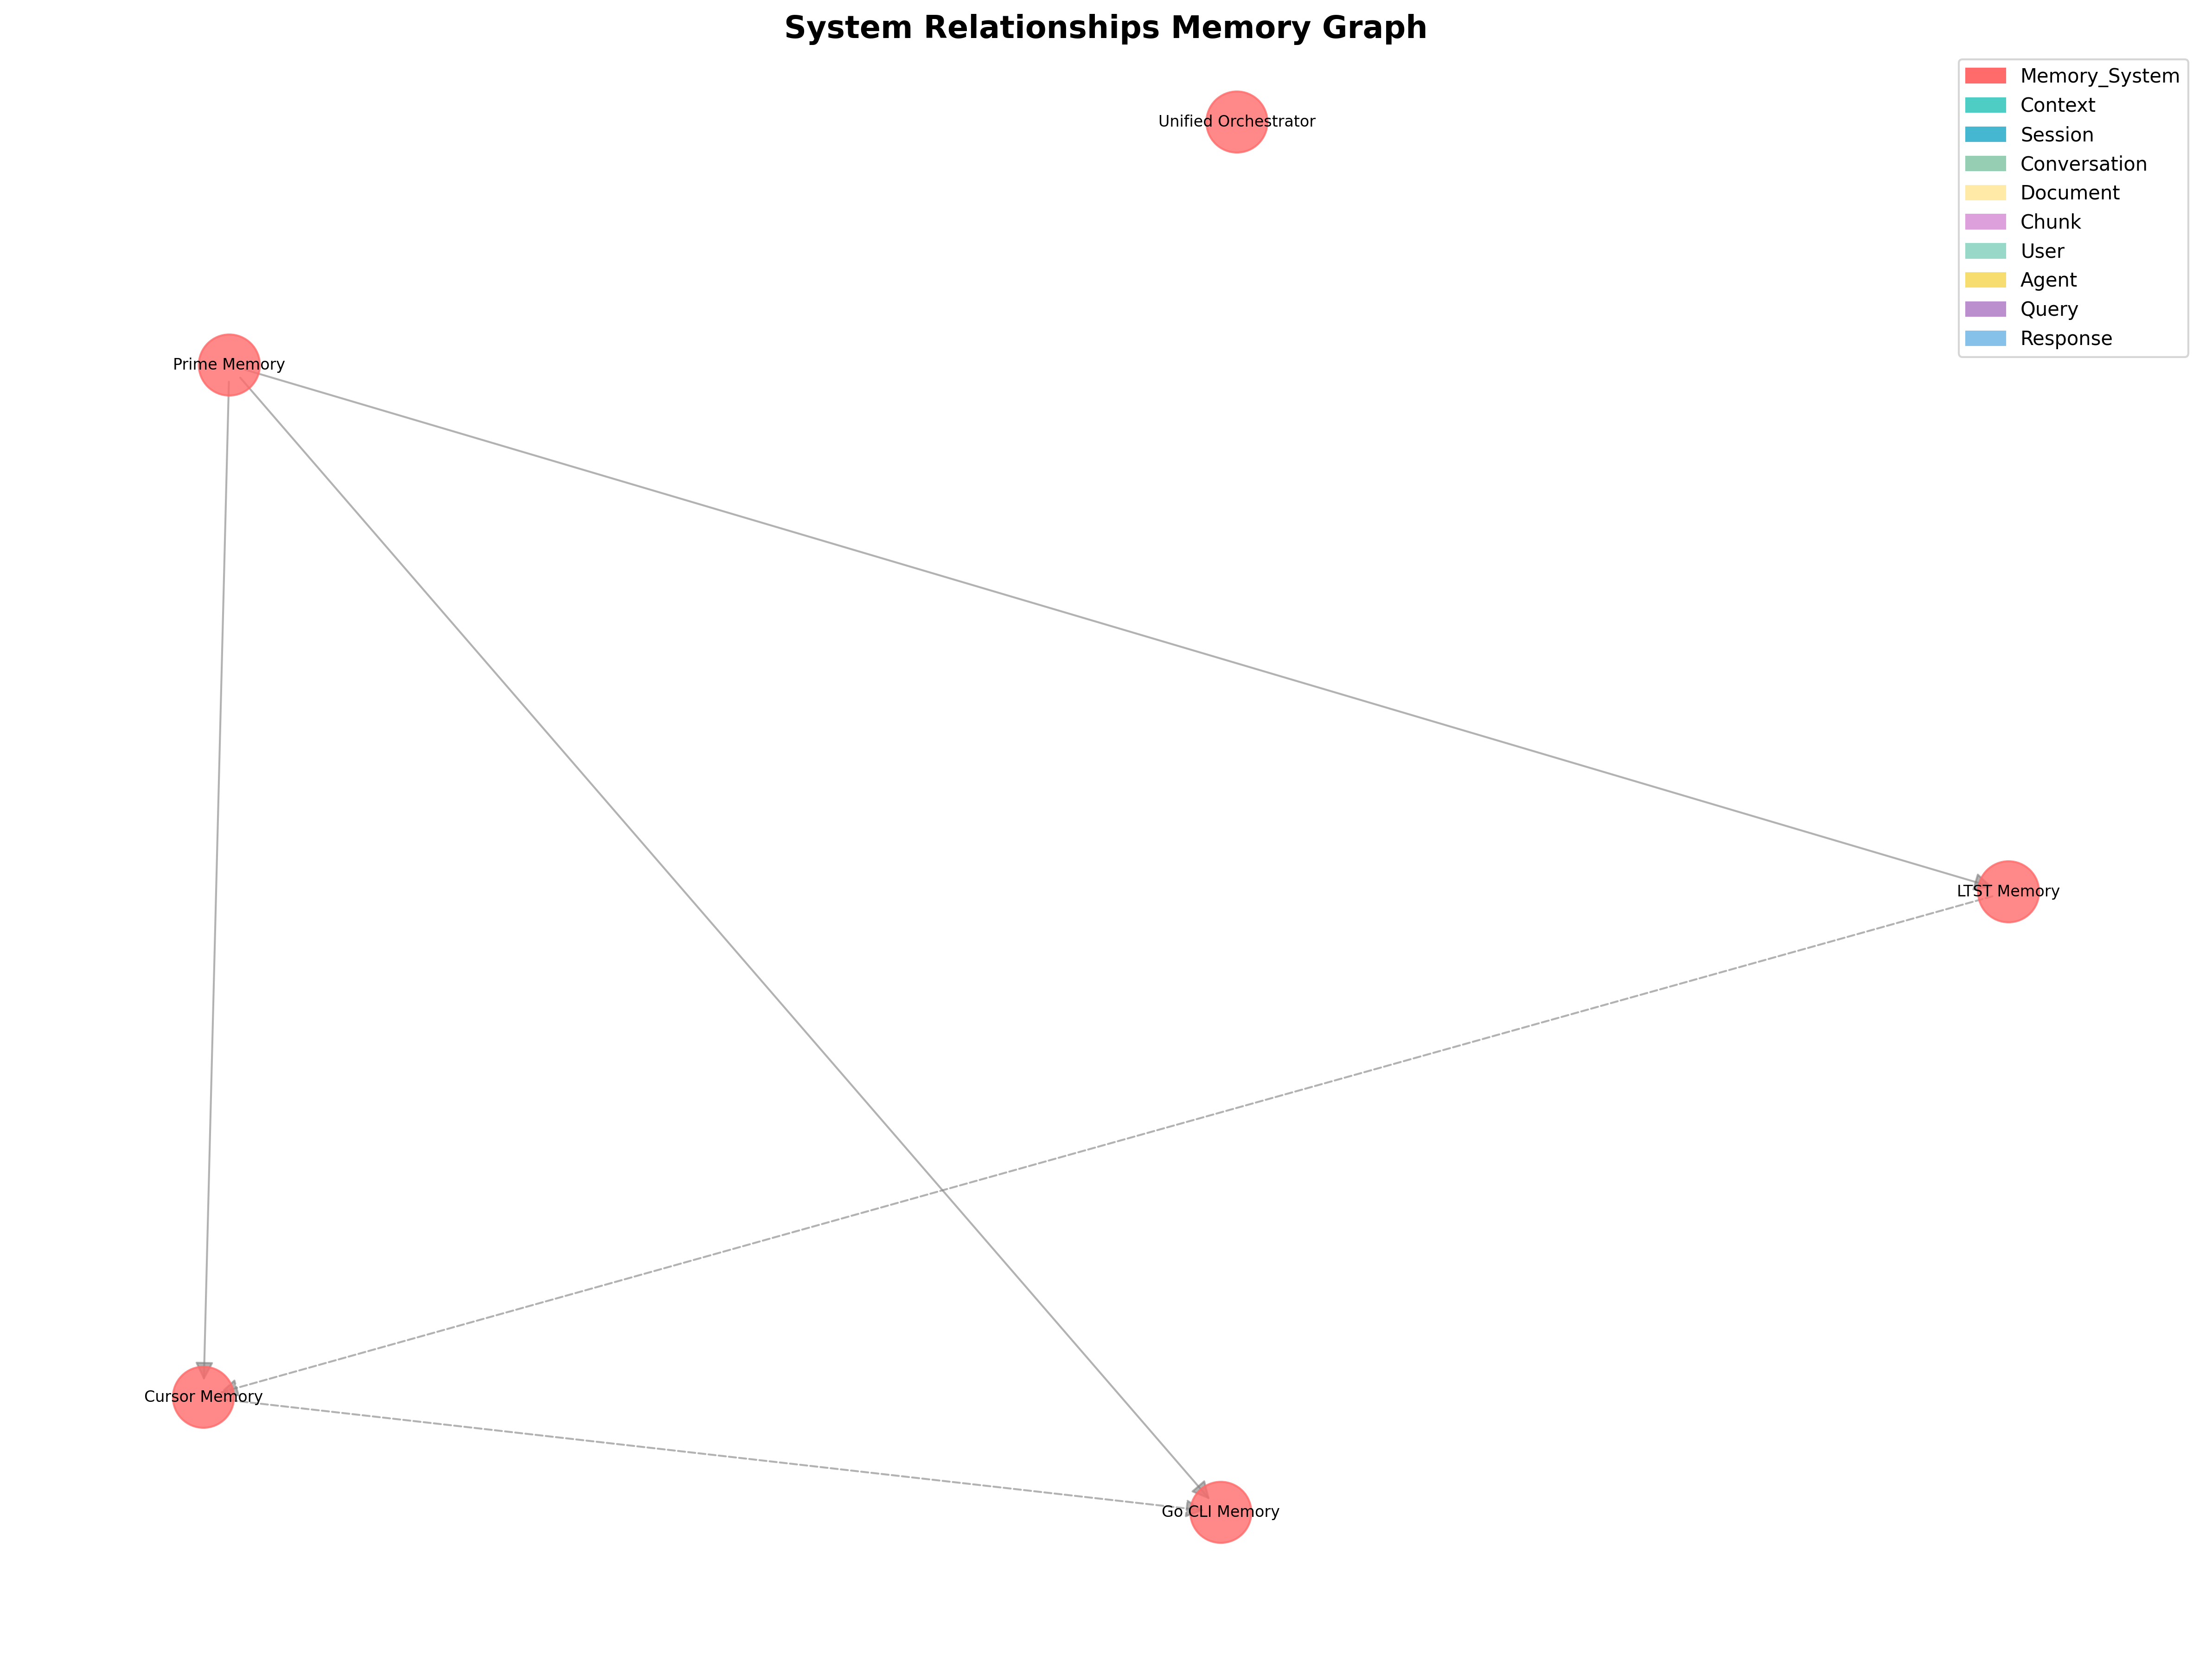 System Relationships Memory Graph
Memory_System
Context
Session
Conversation
Document
Chunk
User
Agent
Query
Response
Unified Orchestrator
Prime Memory
LTST Memory
Cursor Memory
Go CLI Memory